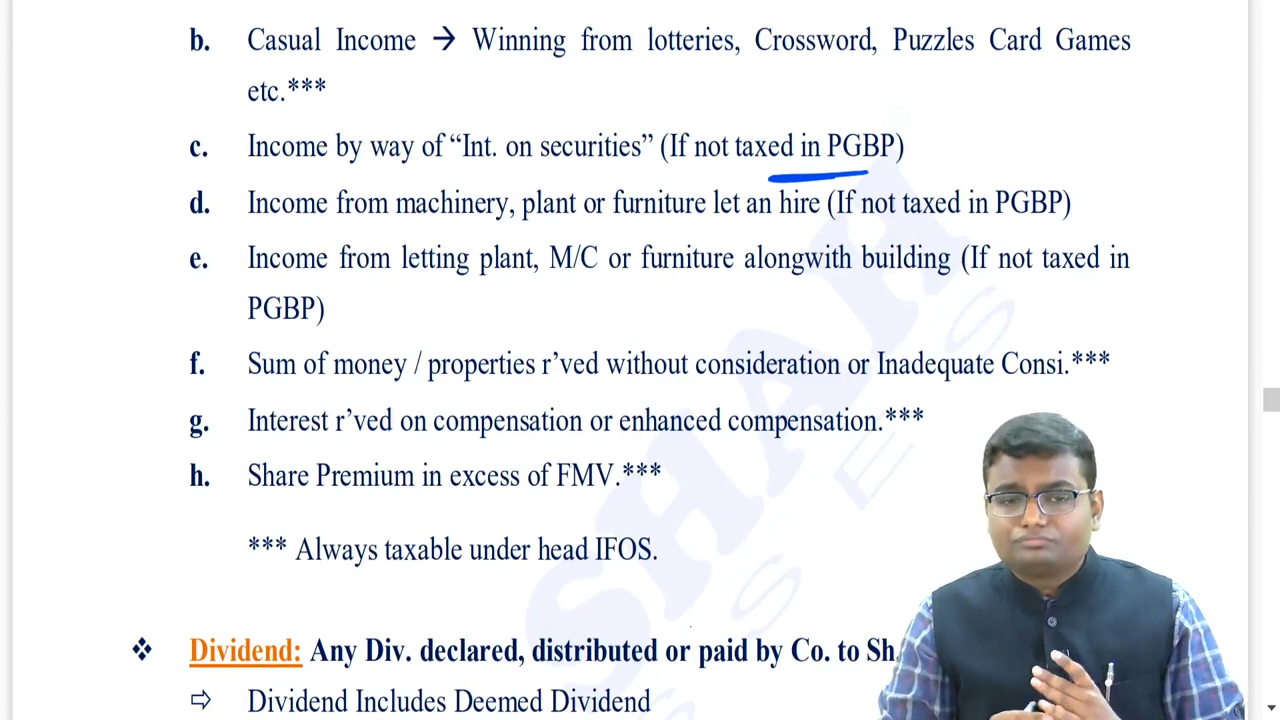 b. Casual Income → Winning from lotteries, Crossword, Puzzles Card Games
etc.***
c. Income by way of “Int. on securities” (If not taxed in PGBP)
d. Income from machinery, plant or furniture let an hire (If not taxed in PGBP)
e. Income from letting plant, M/C or furniture alongwith building (If not taxed in
PGBP)
f. Sum of money / properties r’ved without consideration or Inadequate Consi.***
g. Interest r’ved on compensation or enhanced compensation.***
h. Share Premium in excess of FMV.***
*** Always taxable under head IFOS.
❖ Dividend: Any Div. declared, distributed or paid by Co. to Sh
⇨ Dividend Includes Deemed Dividend
SHAH